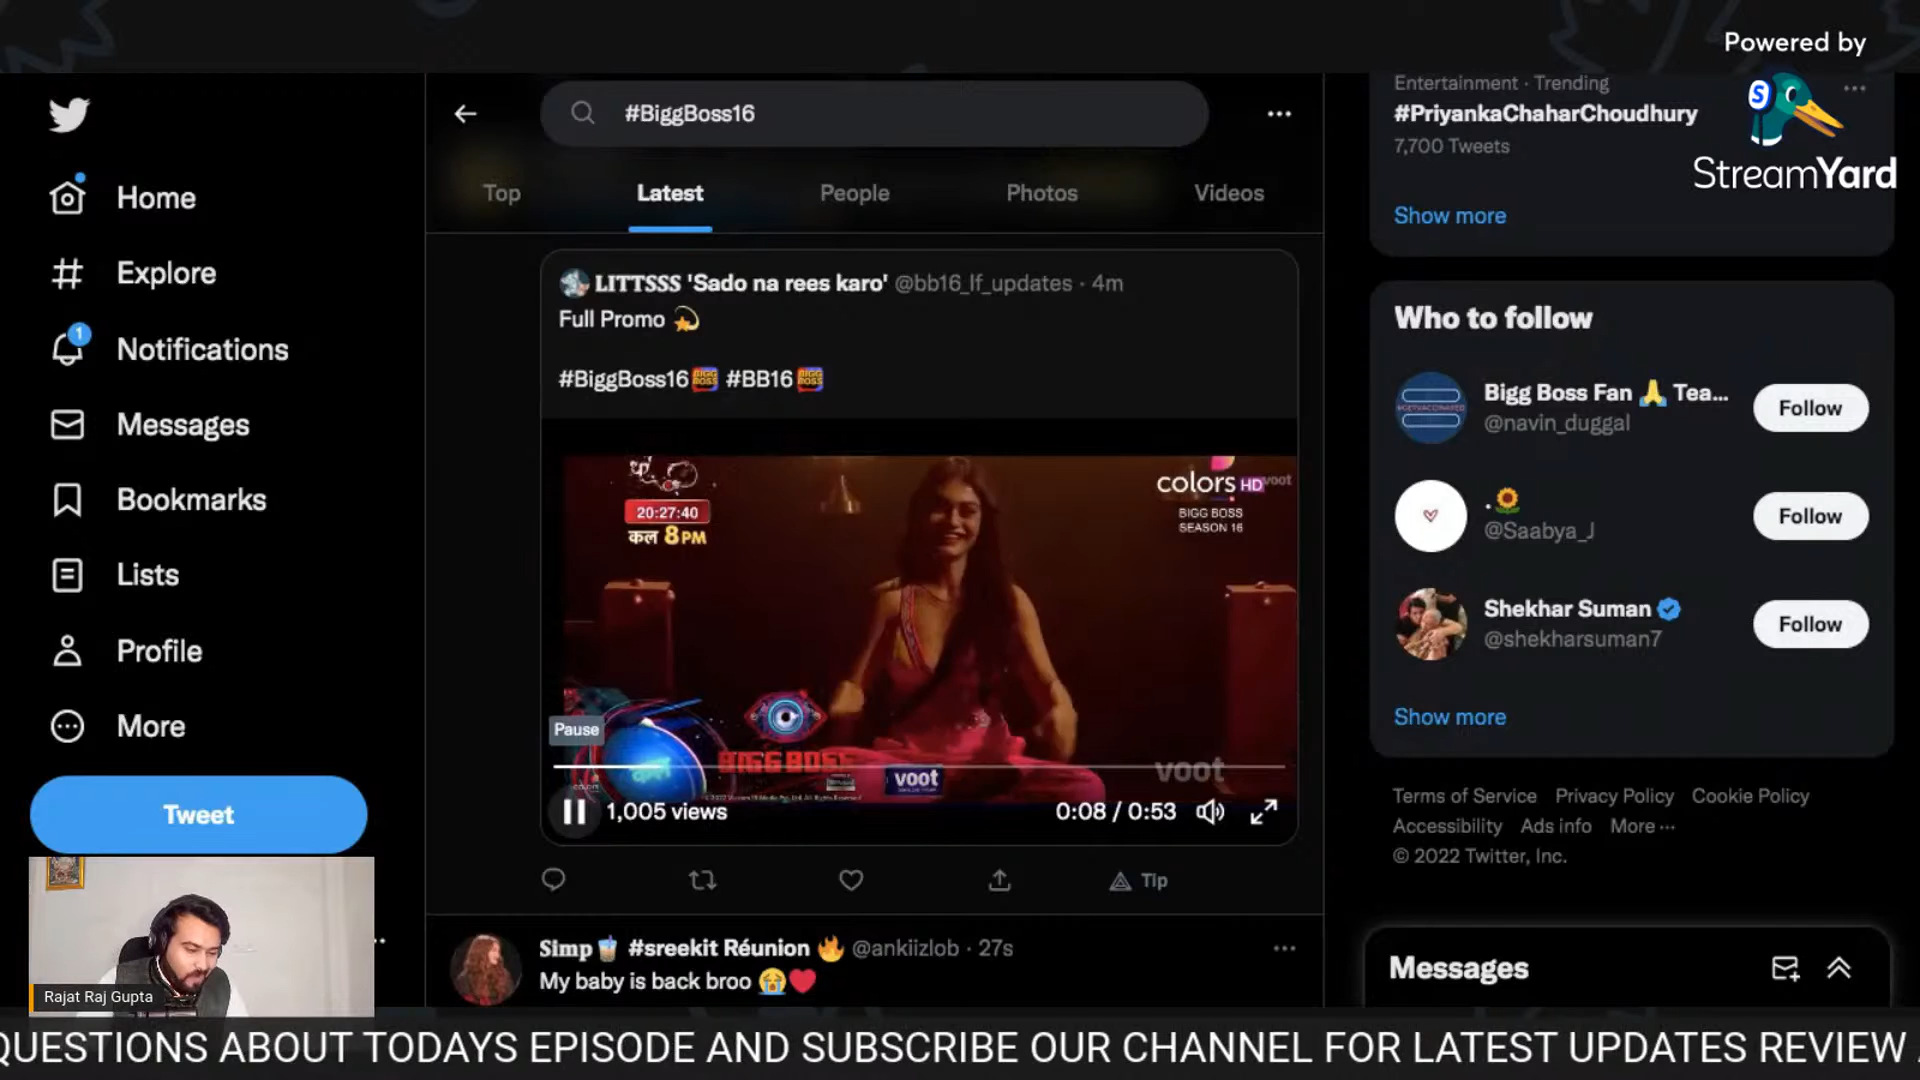 Powered by
StreamYard
Home
Explore
1
Notifications
Messages
Bookmarks
Lists
Profile
More
Tweet
#BiggBoss16
Top
Latest
People
Photos
Videos
LITTSSS 'Sado na rees karo' @bb16_lf_updates · 4m
Full Promo
#BiggBoss16 #BB16
20:27:40
कल 8PM
colors HD voot
BIGG BOSS
SEASON 16
Pause
BIGG BOSS
voot
voot
1,005 views
0:08 / 0:53
Tip
Simp #sreekit Réunion @ankiizlob · 27s
My baby is back broo
Entertainment · Trending
#PriyankaChaharChoudhury
7,700 Tweets
Show more
Who to follow
Bigg Boss Fan Tea...
@navin_duggal
Follow
.
@Saabya_J
Follow
Shekhar Suman
@shekharsuman7
Follow
Show more
Terms of Service Privacy Policy Cookie Policy
Accessibility Ads info More ···
© 2022 Twitter, Inc.
Messages
Rajat Raj Gupta
QUESTIONS ABOUT TODAYS EPISODE AND SUBSCRIBE OUR CHANNEL FOR LATEST UPDATES REVIEW